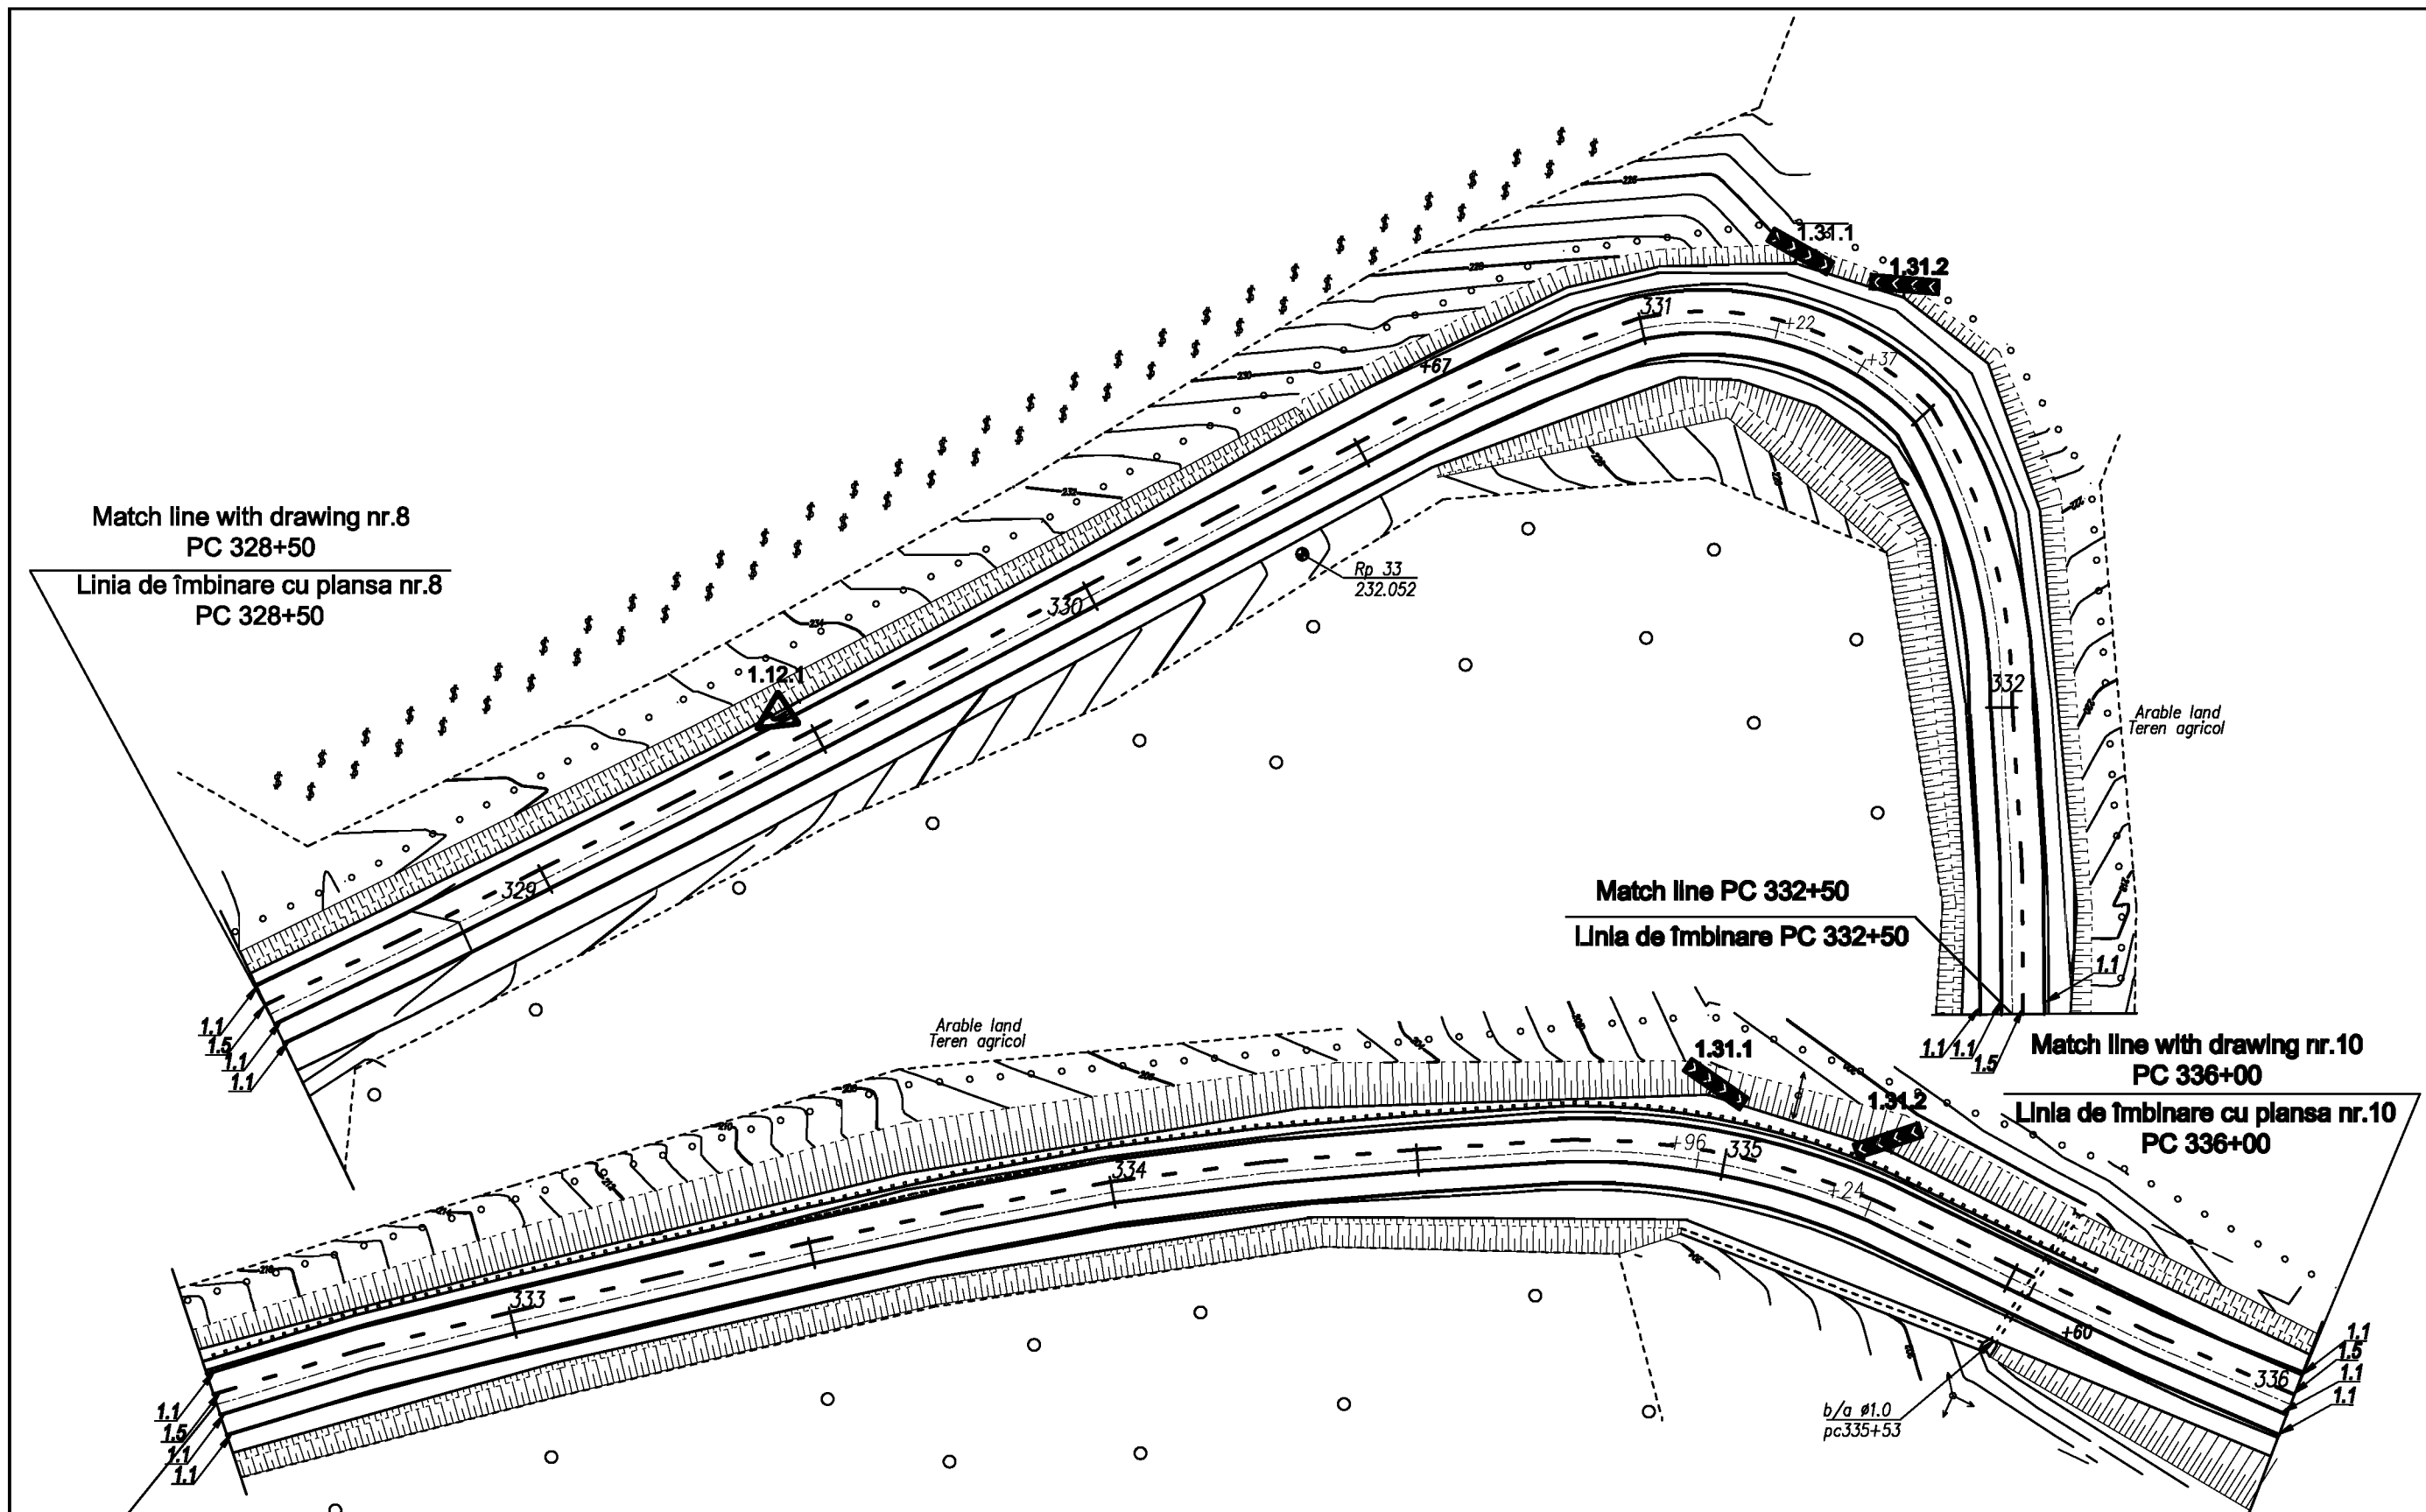 Match line with drawing nr.8
PC 328+50
Linia de îmbinare cu plansa nr.8
PC 328+50
226
1.31.1
1.31.2
228
331
+22
+37
230
+67
232
Rp 33
232.052
330
234
1.12.1
332
Arable land
Teren agricol
329
Match line PC 332+50
Linia de îmbinare PC 332+50
1.1
1.1
1.5
1.1
1.1
1.1
1.1
1.5
Arable land
Teren agricol
1.31.1
1.31.2
Match line with drawing nr.10
PC 336+00
Linia de îmbinare cu plansa nr.10
PC 336+00
210
+96
335
334
+24
333
+60
336
1.1
1.5
1.1
1.1
1.1
1.5
1.1
1.1
b/a ø1.0
pc335+53